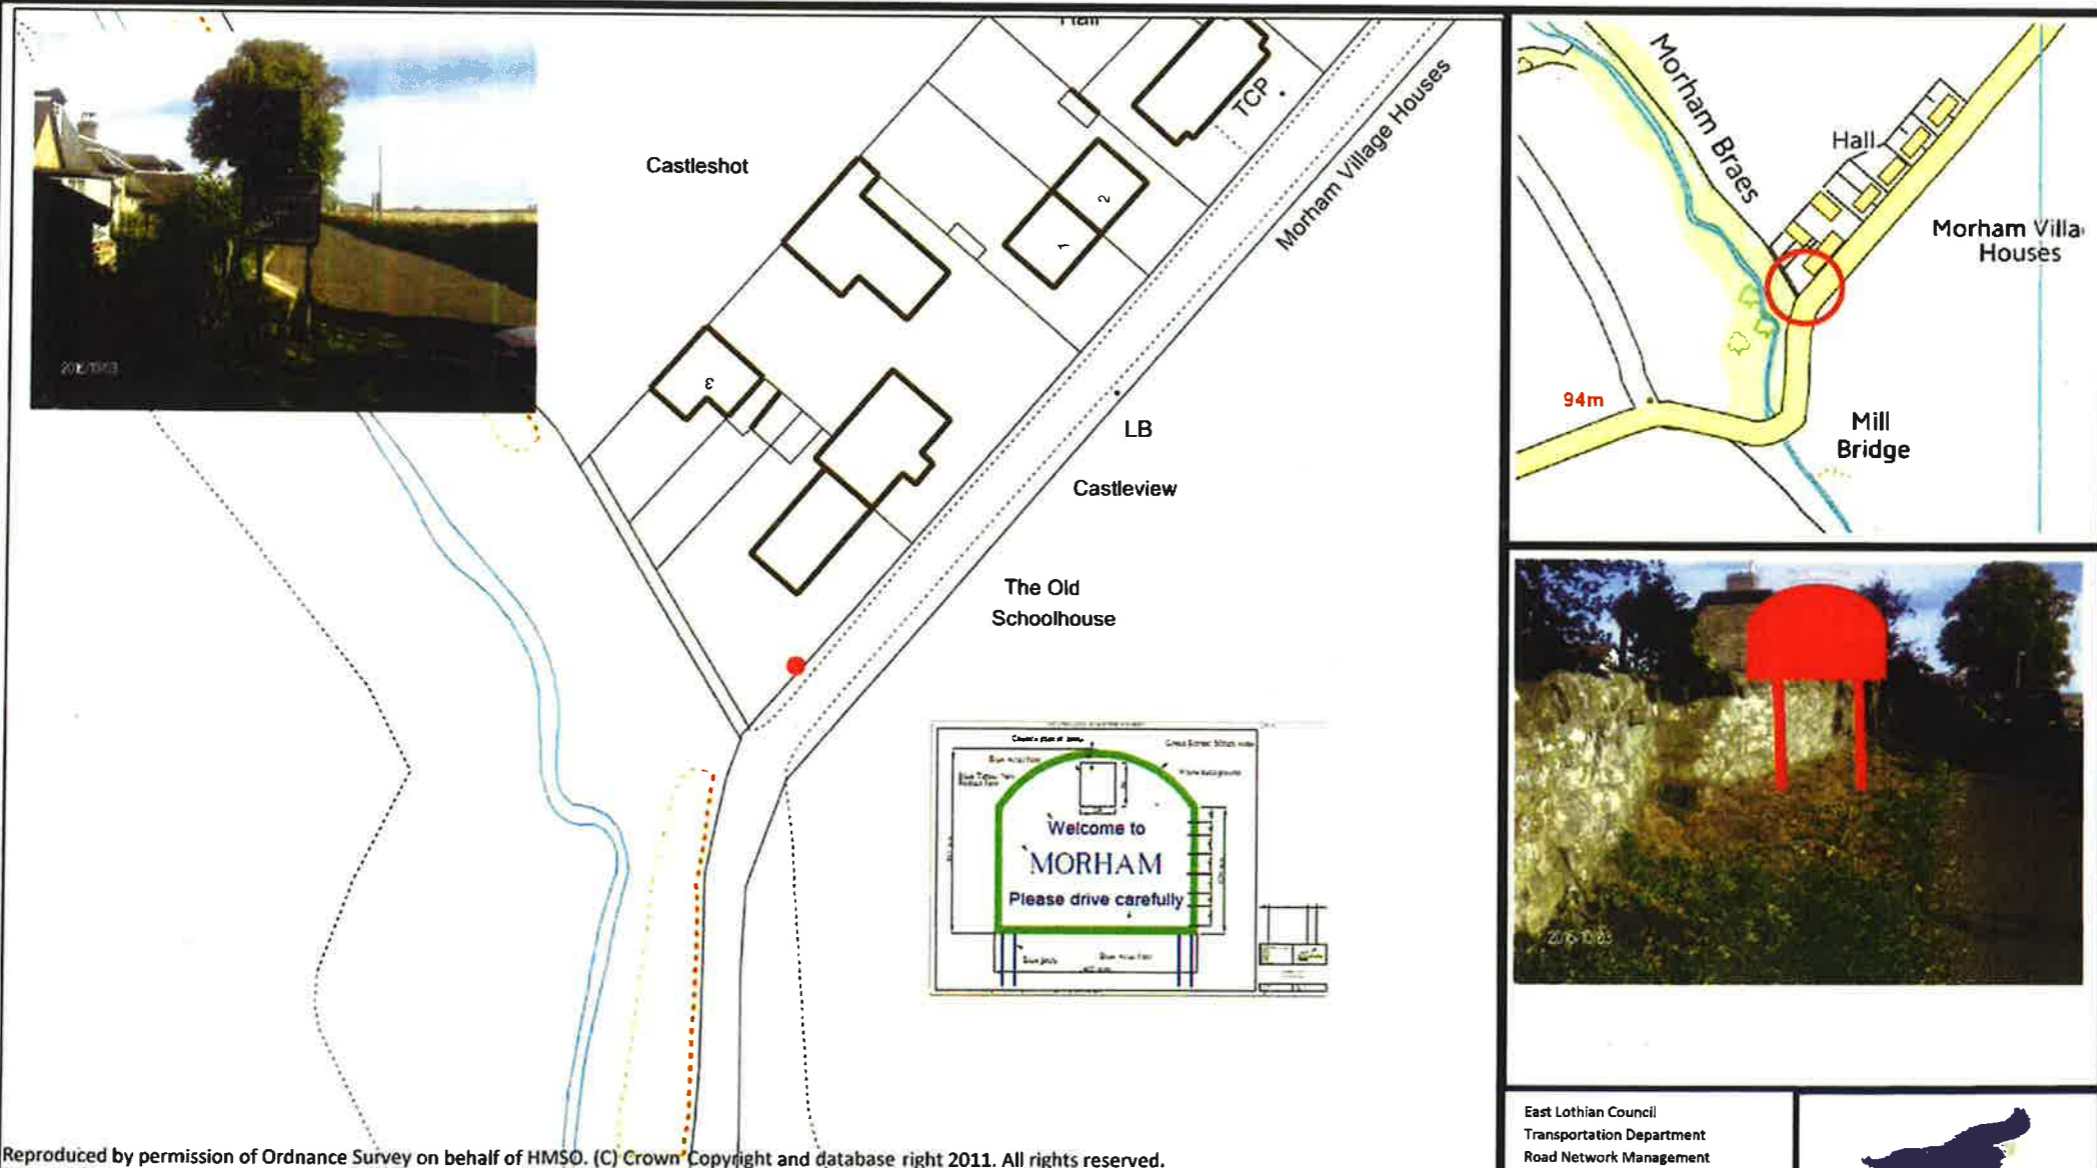 Castleshot
TCP
Morham Village Houses
2
1
3
LB
Castleview
The Old
Schoolhouse
Welcome to
MORHAM
Please drive carefully
Reproduced by permission of Ordnance Survey on behalf of HMSO. (C) Crown Copyright and database right 2011. All rights reserved.
Morham Braes
Hall
Morham Villa
Houses
94m
Mill
Bridge
East Lothian Council
Transportation Department
Road Network Management